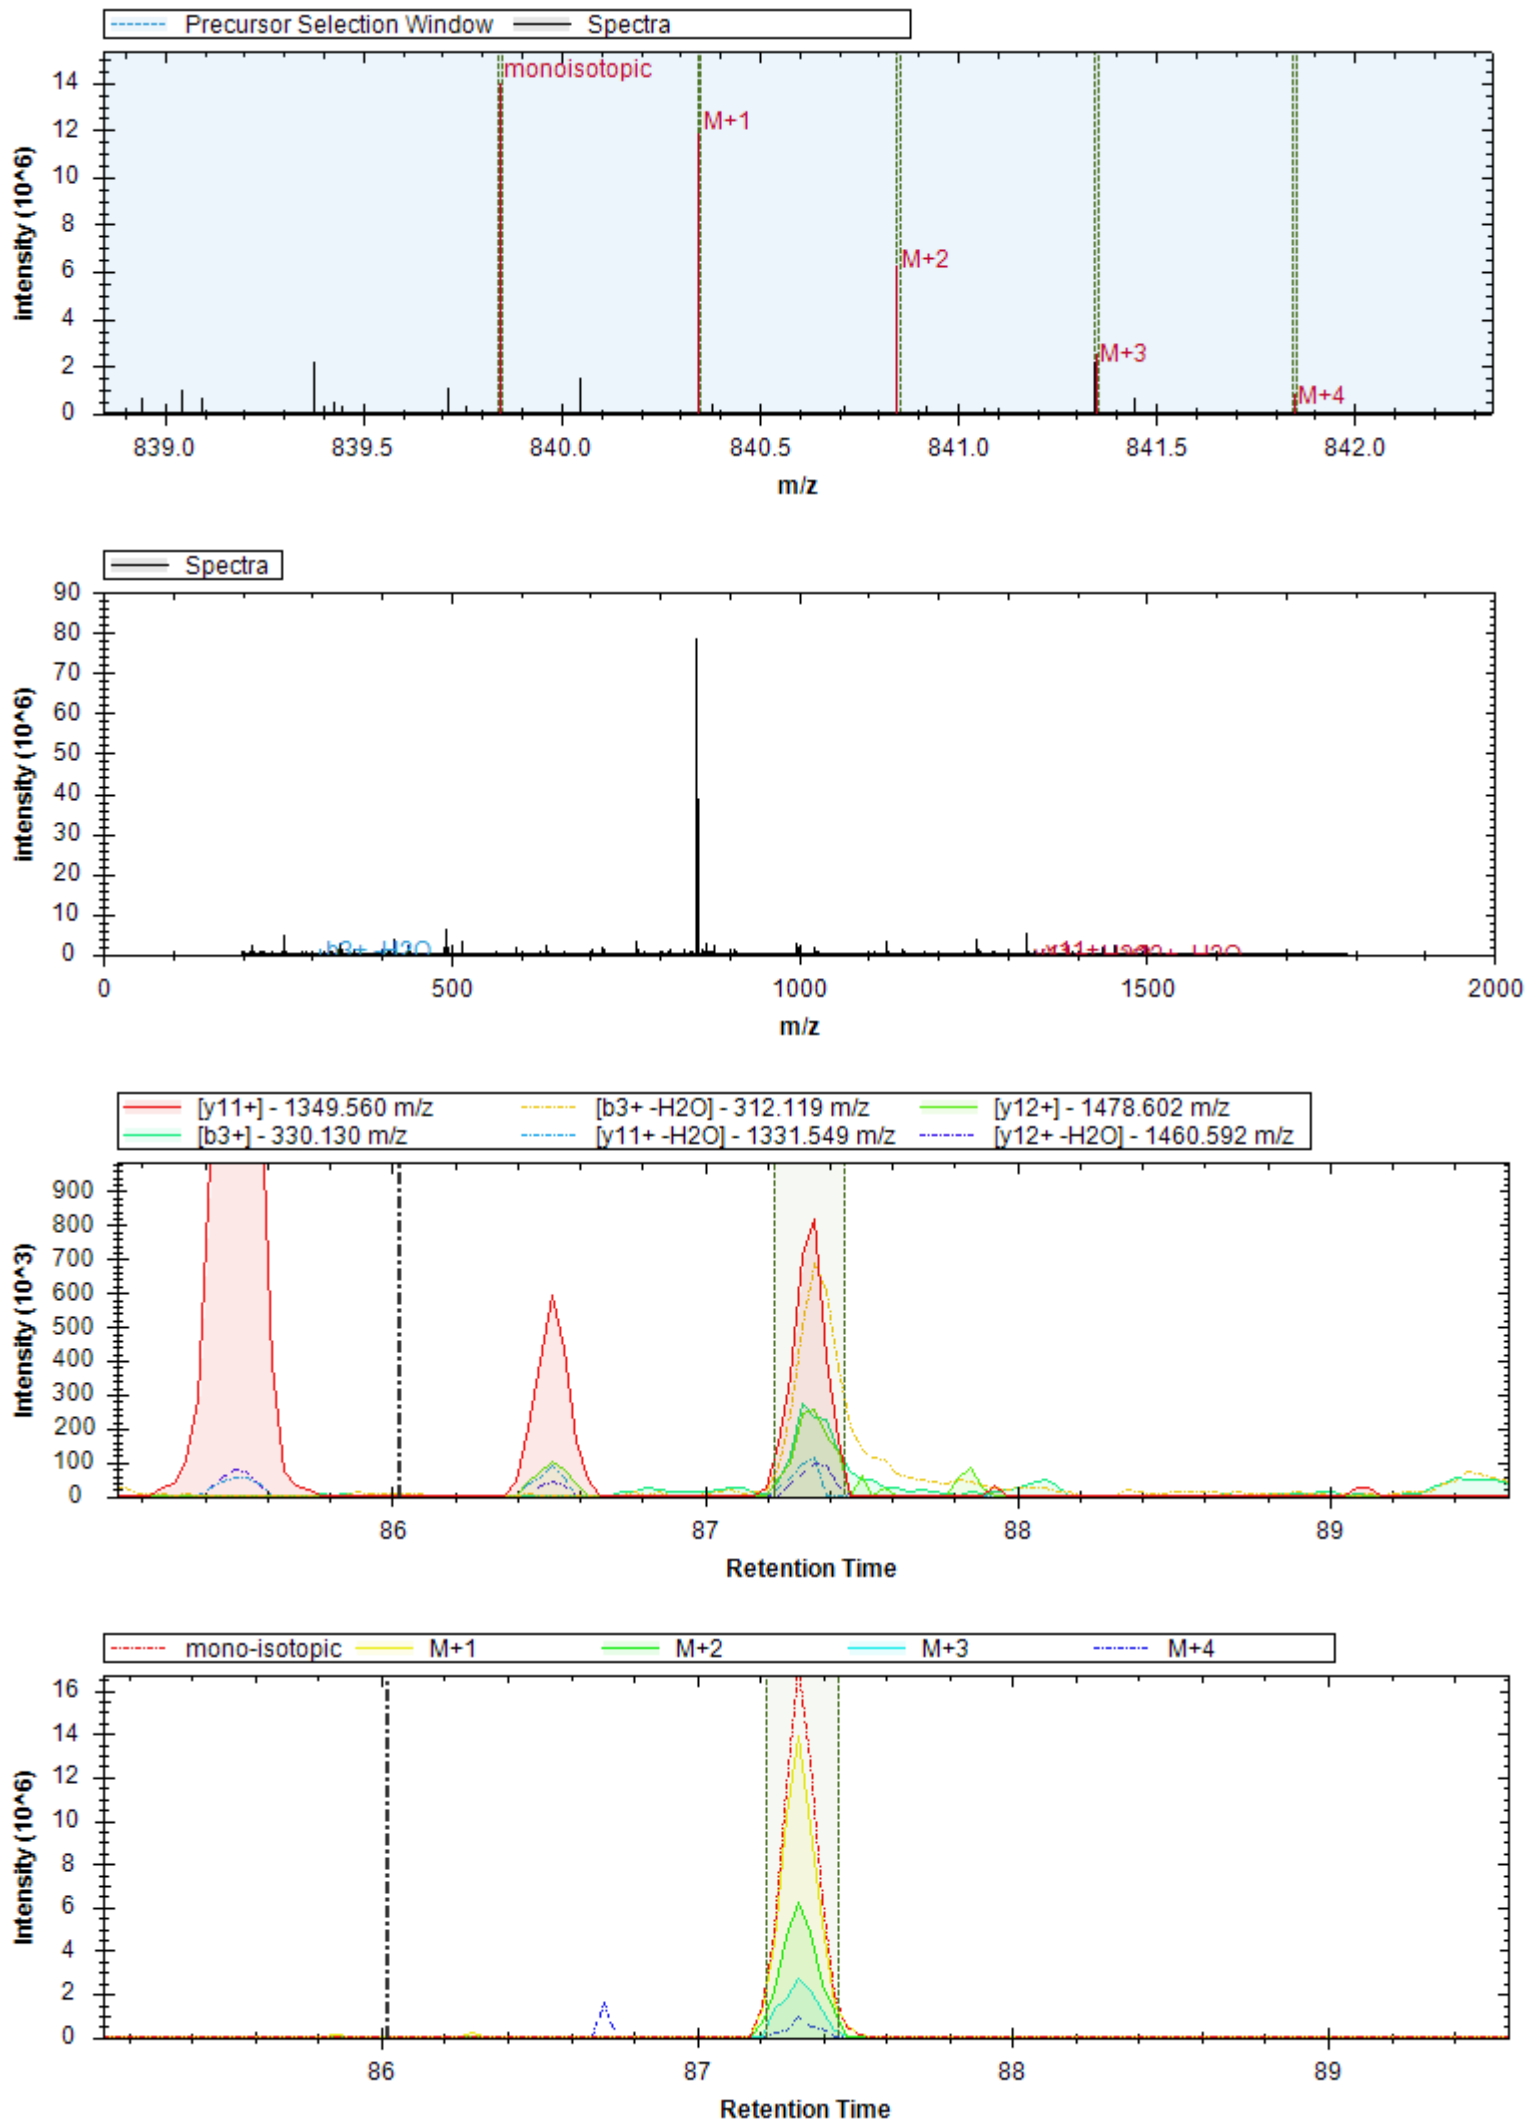 Precursor Selection Window Spectra
intensity (10^6)
14
12
10
8
6
4
2
0
monoisotopic
M+1
M+2
M+3
M+4
839.0 839.5 840.0 840.5 841.0 841.5 842.0
m/z
Spectra
intensity (10^6)
90
80
70
60
50
40
30
20
10
0
b3+ -H2O
0 500 1000 1500 2000
m/z
[y11+] - 1349.560 m/z [b3+ -H2O] - 312.119 m/z [y12+] - 1478.602 m/z
[b3+] - 330.130 m/z [y11+ -H2O] - 1331.549 m/z [y12+ -H2O] - 1460.592 m/z
Intensity (10^3)
900
800
700
600
500
400
300
200
100
0
86 87 88 89
Retention Time
mono-isotopic M+1 M+2 M+3 M+4
Intensity (10^6)
16
14
12
10
8
6
4
2
0
86 87 88 89
Retention Time